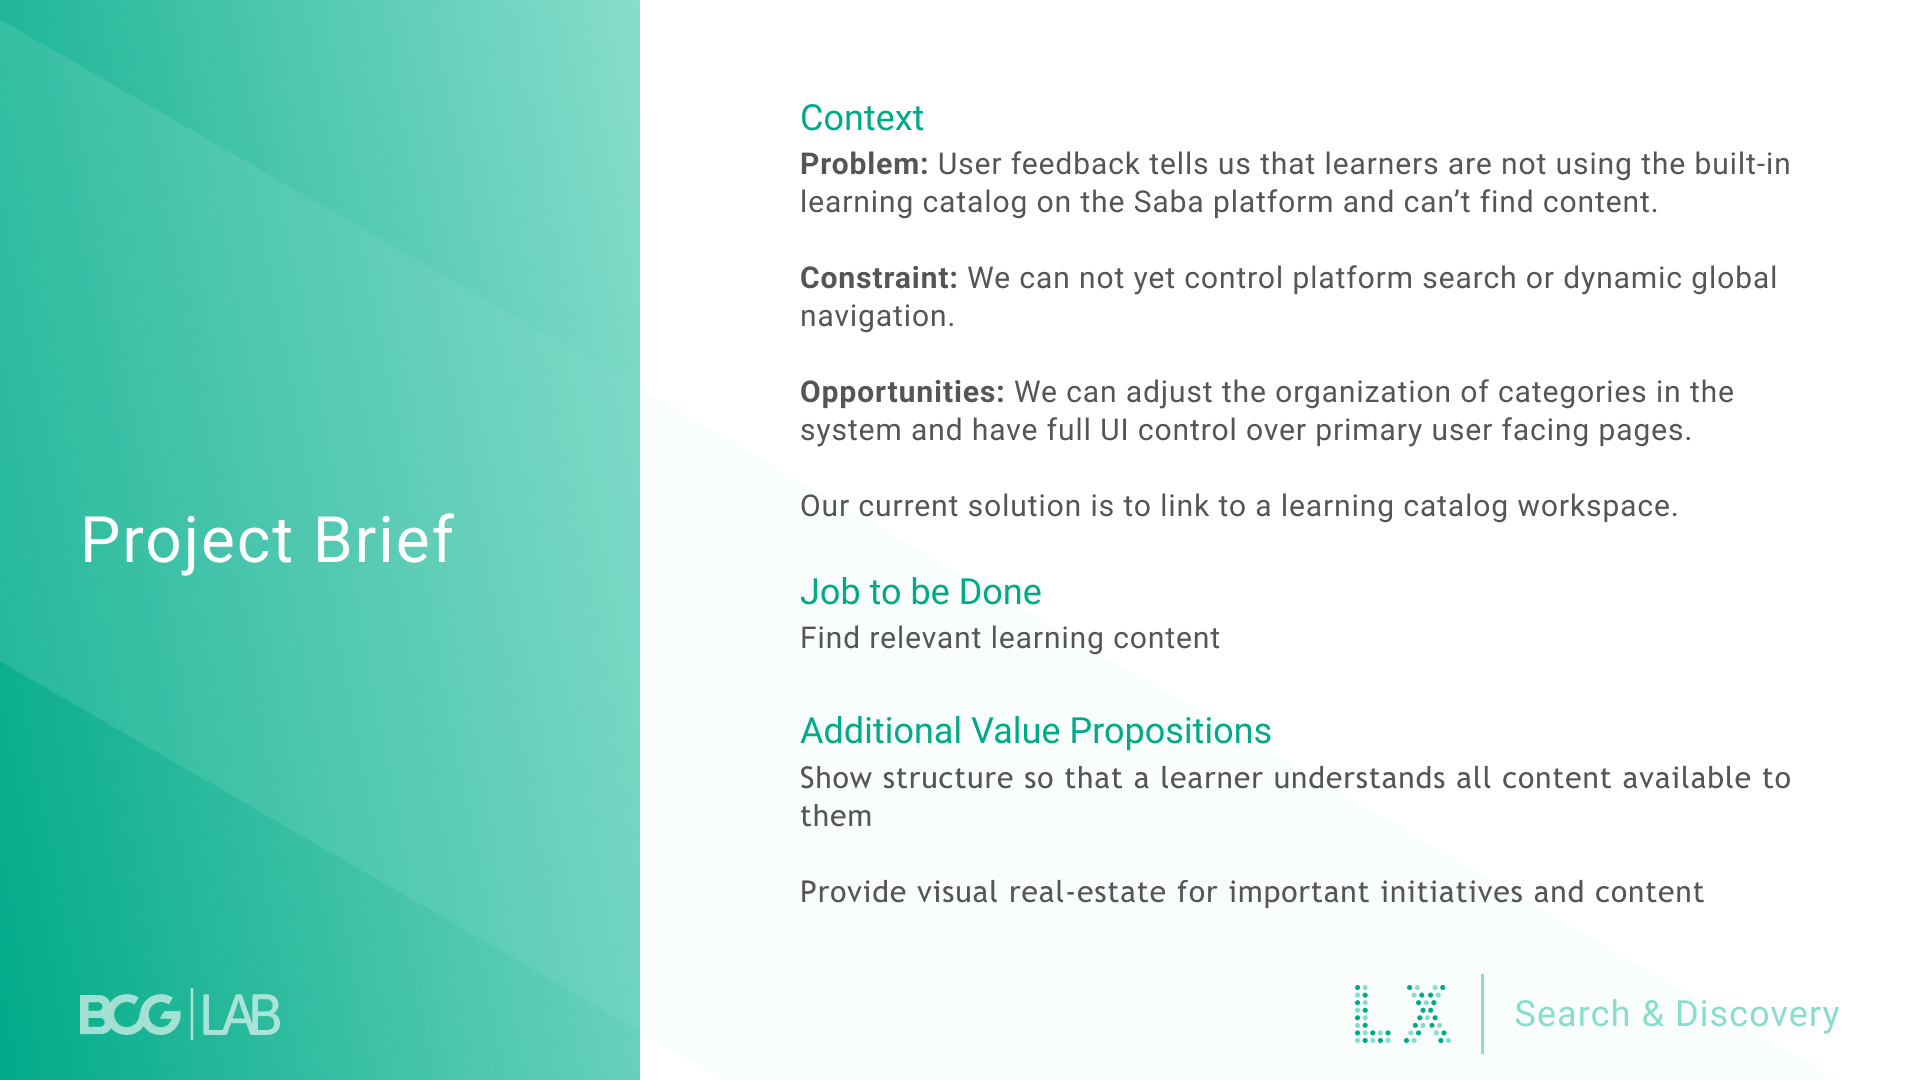 Project Brief
Context
Problem: User feedback tells us that learners are not using the built-in
learning catalog on the Saba platform and can’t find content.
Constraint: We can not yet control platform search or dynamic global
navigation.
Opportunities: We can adjust the organization of categories in the
system and have full UI control over primary user facing pages.
Our current solution is to link to a learning catalog workspace.
Job to be Done
Find relevant learning content
Additional Value Propositions
Show structure so that a learner understands all content available to
them
Provide visual real-estate for important initiatives and content
BCG LAB
LX Search & Discovery